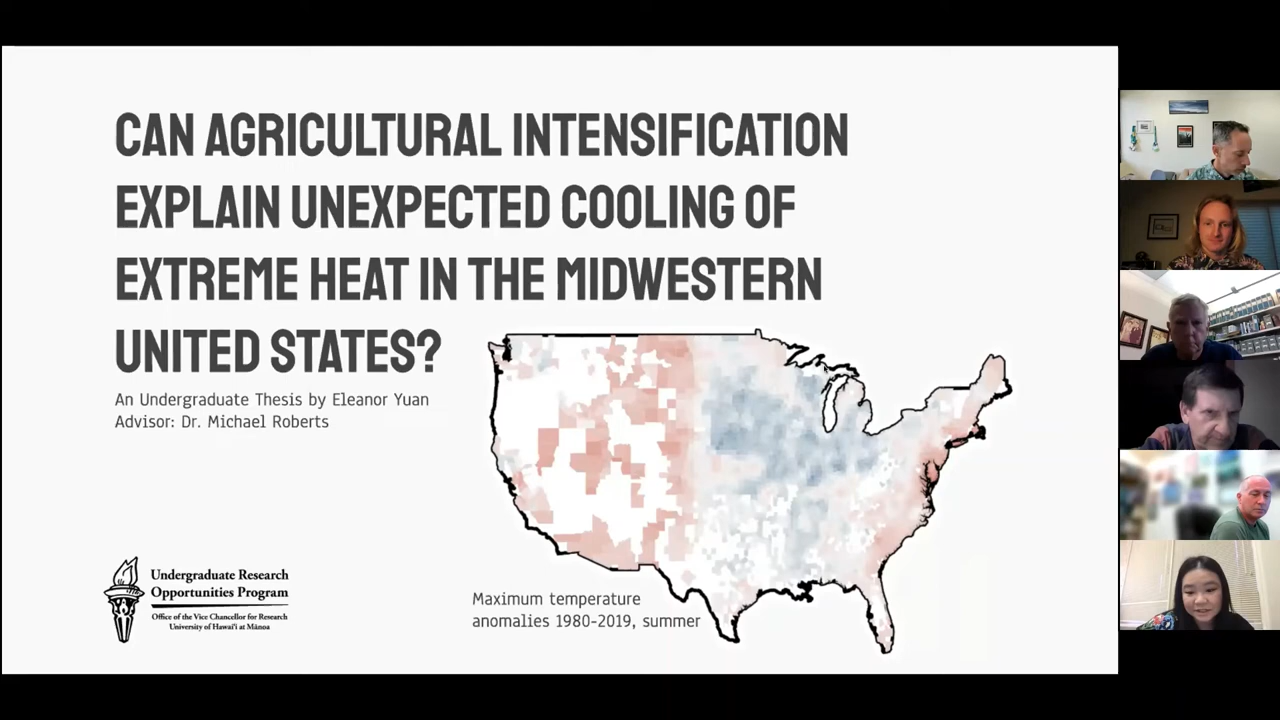 CAN AGRICULTURAL INTENSIFICATION
EXPLAIN UNEXPECTED COOLING OF
EXTREME HEAT IN THE MIDWESTERN
UNITED STATES?
An Undergraduate Thesis by Eleanor Yuan
Advisor: Dr. Michael Roberts
Undergraduate Research
Opportunities Program
Office of the Vice Chancellor for Research
University of Hawai'i at Mānoa
Maximum temperature
anomalies 1980-2019, summer